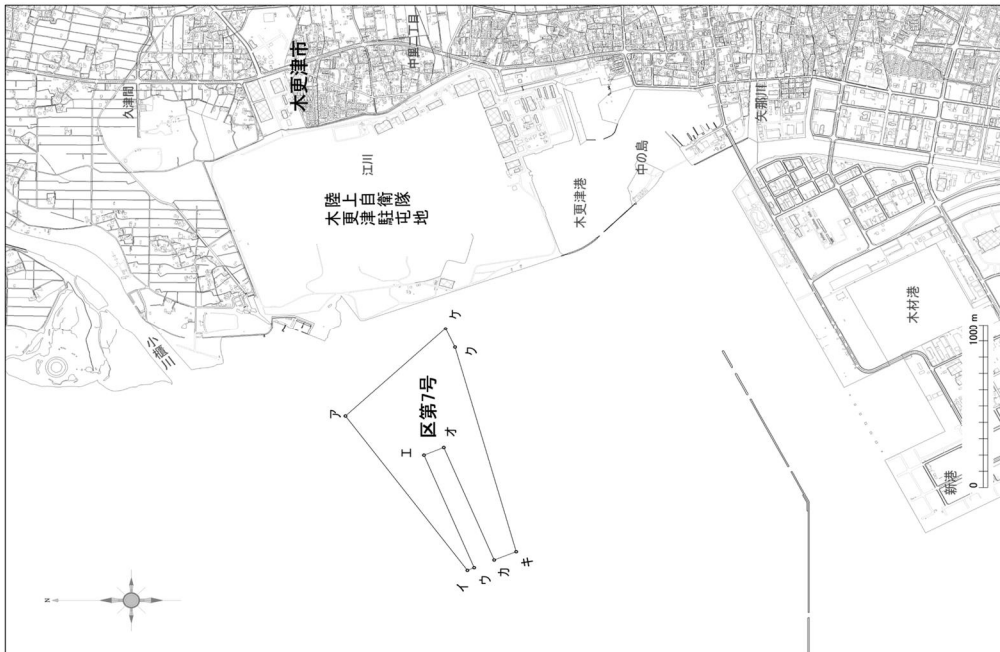 久津間
木更津市
中里二丁目
江川
陸上自衛隊
木更津駐屯地
小櫃川
木更津港
中の島
矢那川
木材港
新港
0
1000 m
区第7号
ア
イ
ウ
エ
オ
カ
キ
ク
ケ
N